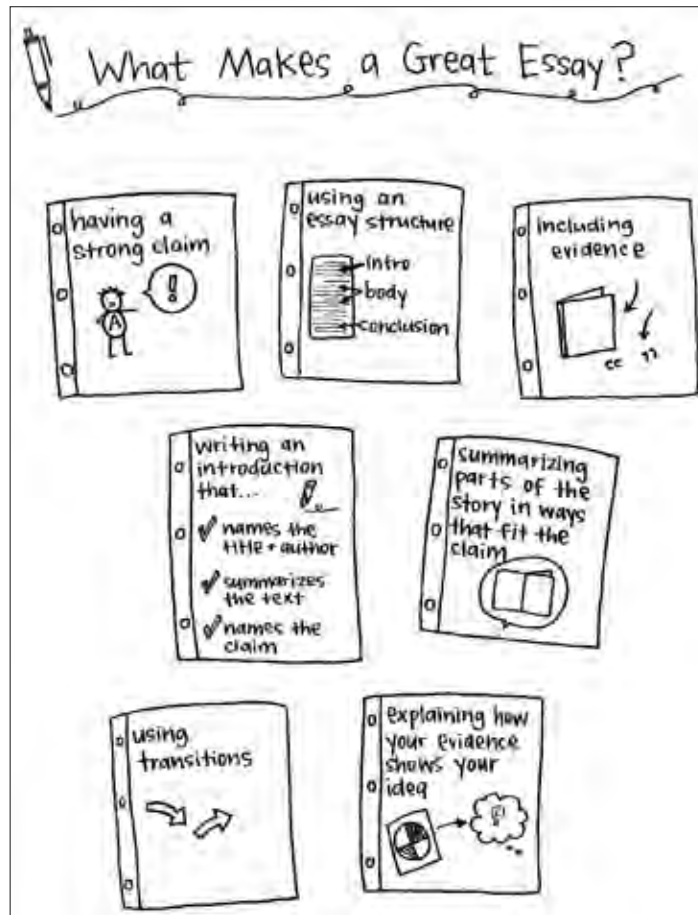 What Makes a Great Essay?
having a
strong claim
!
A
using an
essay structure
intro
body
conclusion
including
evidence
“ ”
writing an
introduction
that...
names the
title + author
summarizes
the text
names the
claim
summarizing
parts of the
story in ways
that fit the
claim
using
transitions
explaining how
your evidence
shows your
idea